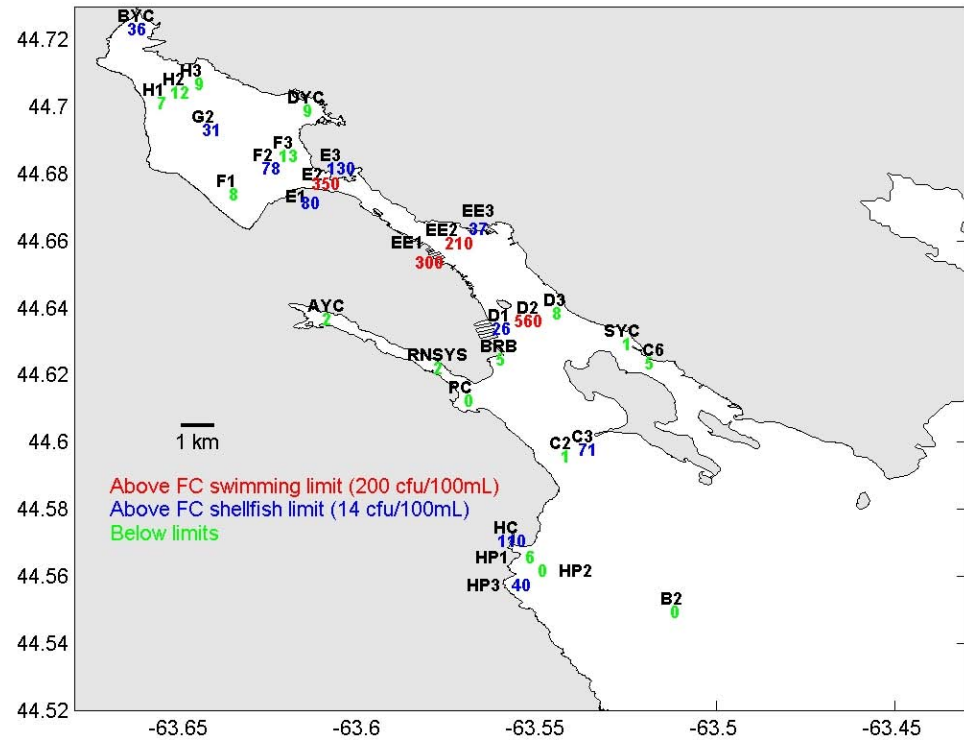 BYC
36
44.72
H3
9
H2
12
H1
7
44.7
DYC
9
G2
31
F3
13
F2
78
E3
130
44.68
E2
350
F1
8
E1
80
EE3
37
44.66
EE2
210
EE1
300
44.64
AYC
2
D3
8
D2
560
D1
26
SYC
1
BRB
5
C6
5
RNSYS
2
44.62
PC
0
1 km
44.6
C2
1
C3
71
Above FC swimming limit (200 cfu/100mL)
Above FC shellfish limit (14 cfu/100mL)
Below limits
44.58
HC
110
HP1
6
44.56
0
HP2
HP3
40
B2
0
44.54
44.52
-63.65
-63.6
-63.55
-63.5
-63.45